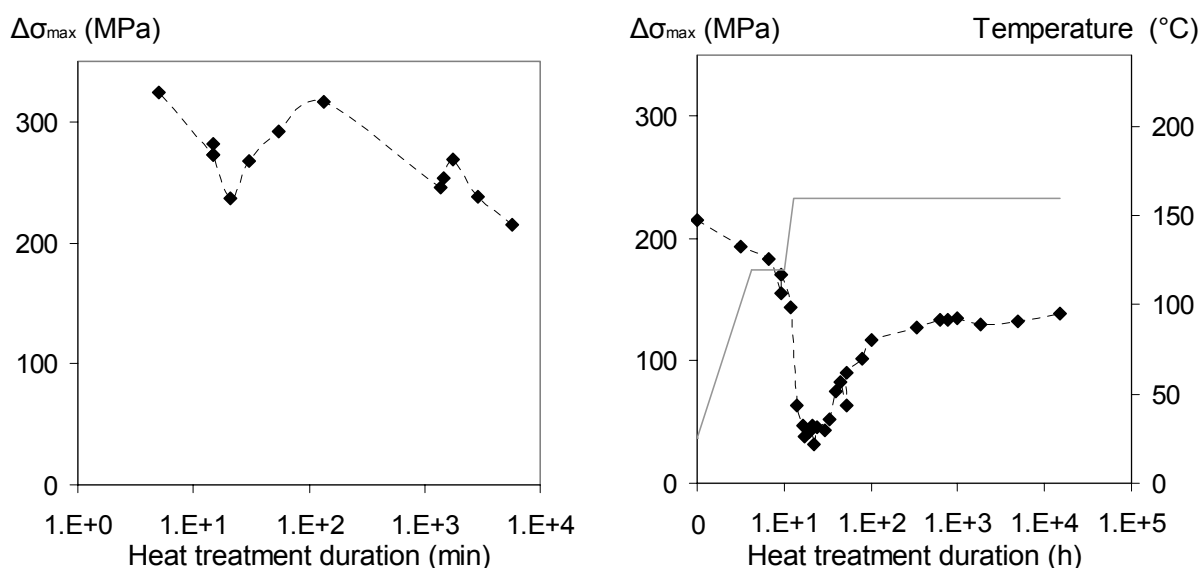 Δσmax (MPa)
300
200
100
0
1.E+0 1.E+1 1.E+2 1.E+3 1.E+4
Heat treatment duration (min)
Δσmax (MPa) Temperature (°C)
300
200
100
0
200
150
100
50
0
0 1.E+1 1.E+2 1.E+3 1.E+4 1.E+5
Heat treatment duration (h)